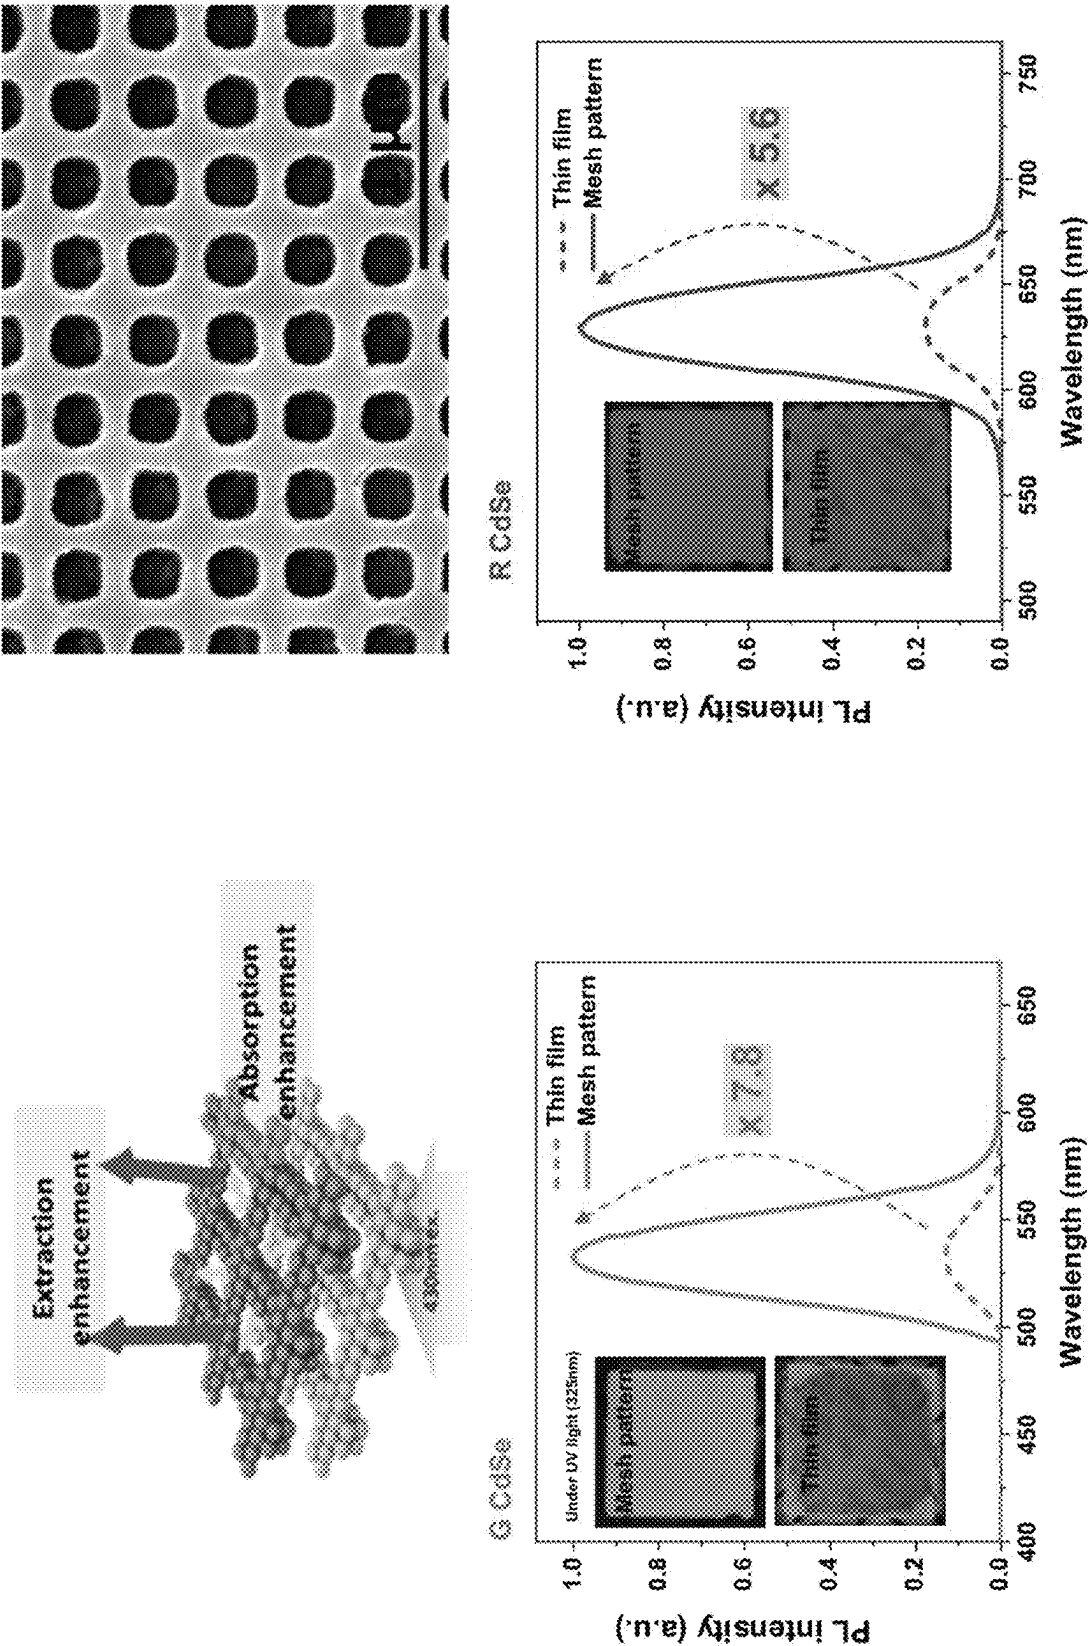 Extraction
enhancement
Absorption
enhancement
430nm ex.
μ
G CdSe
PL intensity (a.u.)
1.0
0.8
0.6
0.4
0.2
0.0
Under UV light (325nm)
Mesh pattern
Thin film
Thin film
Mesh pattern
x 7.8
400
450
500
550
600
650
Wavelength (nm)
R CdSe
PL intensity (a.u.)
1.0
0.8
0.6
0.4
0.2
0.0
Mesh pattern
Thin film
Thin film
Mesh pattern
x 5.6
500
550
600
650
700
750
Wavelength (nm)